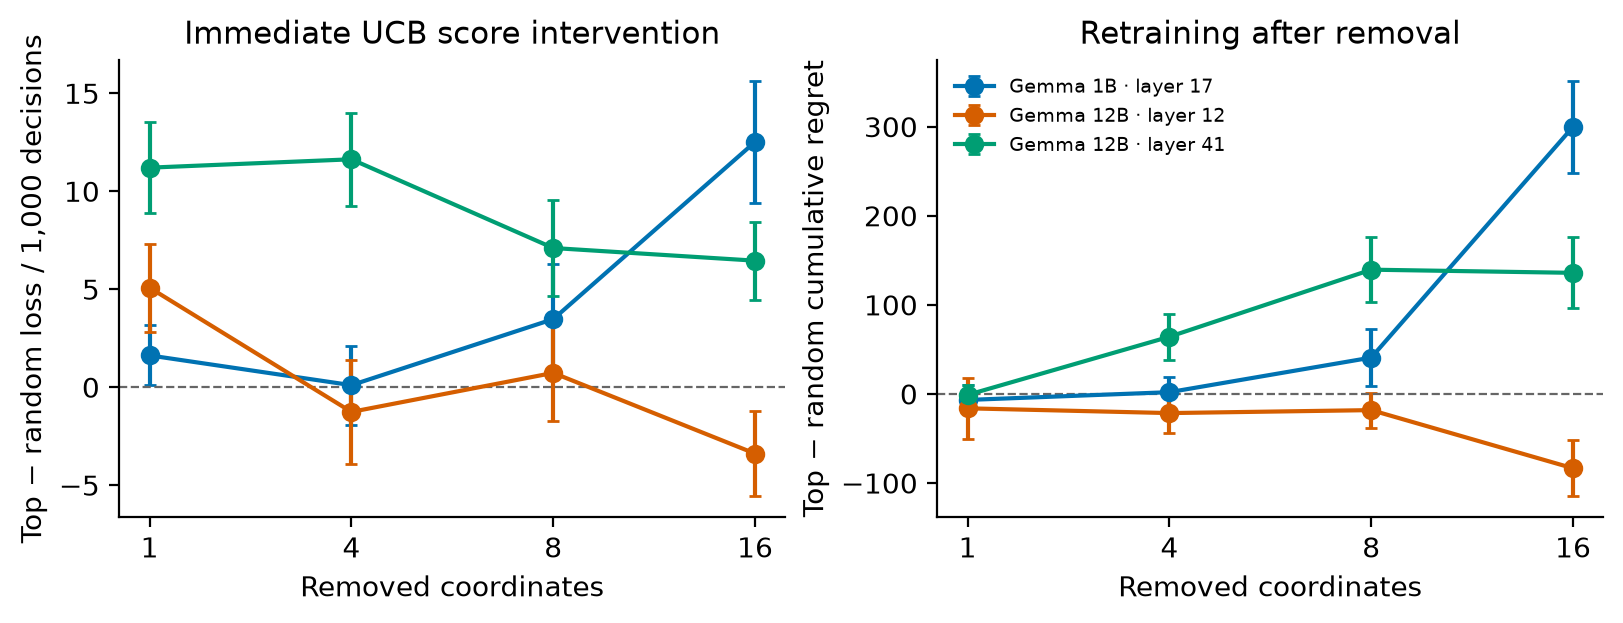 Immediate UCB score intervention
Top − random loss / 1,000 decisions
15
10
5
0
−5
1
4
8
16
Removed coordinates
Retraining after removal
Top − random cumulative regret
Gemma 1B · layer 17
Gemma 12B · layer 12
Gemma 12B · layer 41
300
200
100
0
−100
1
4
8
16
Removed coordinates